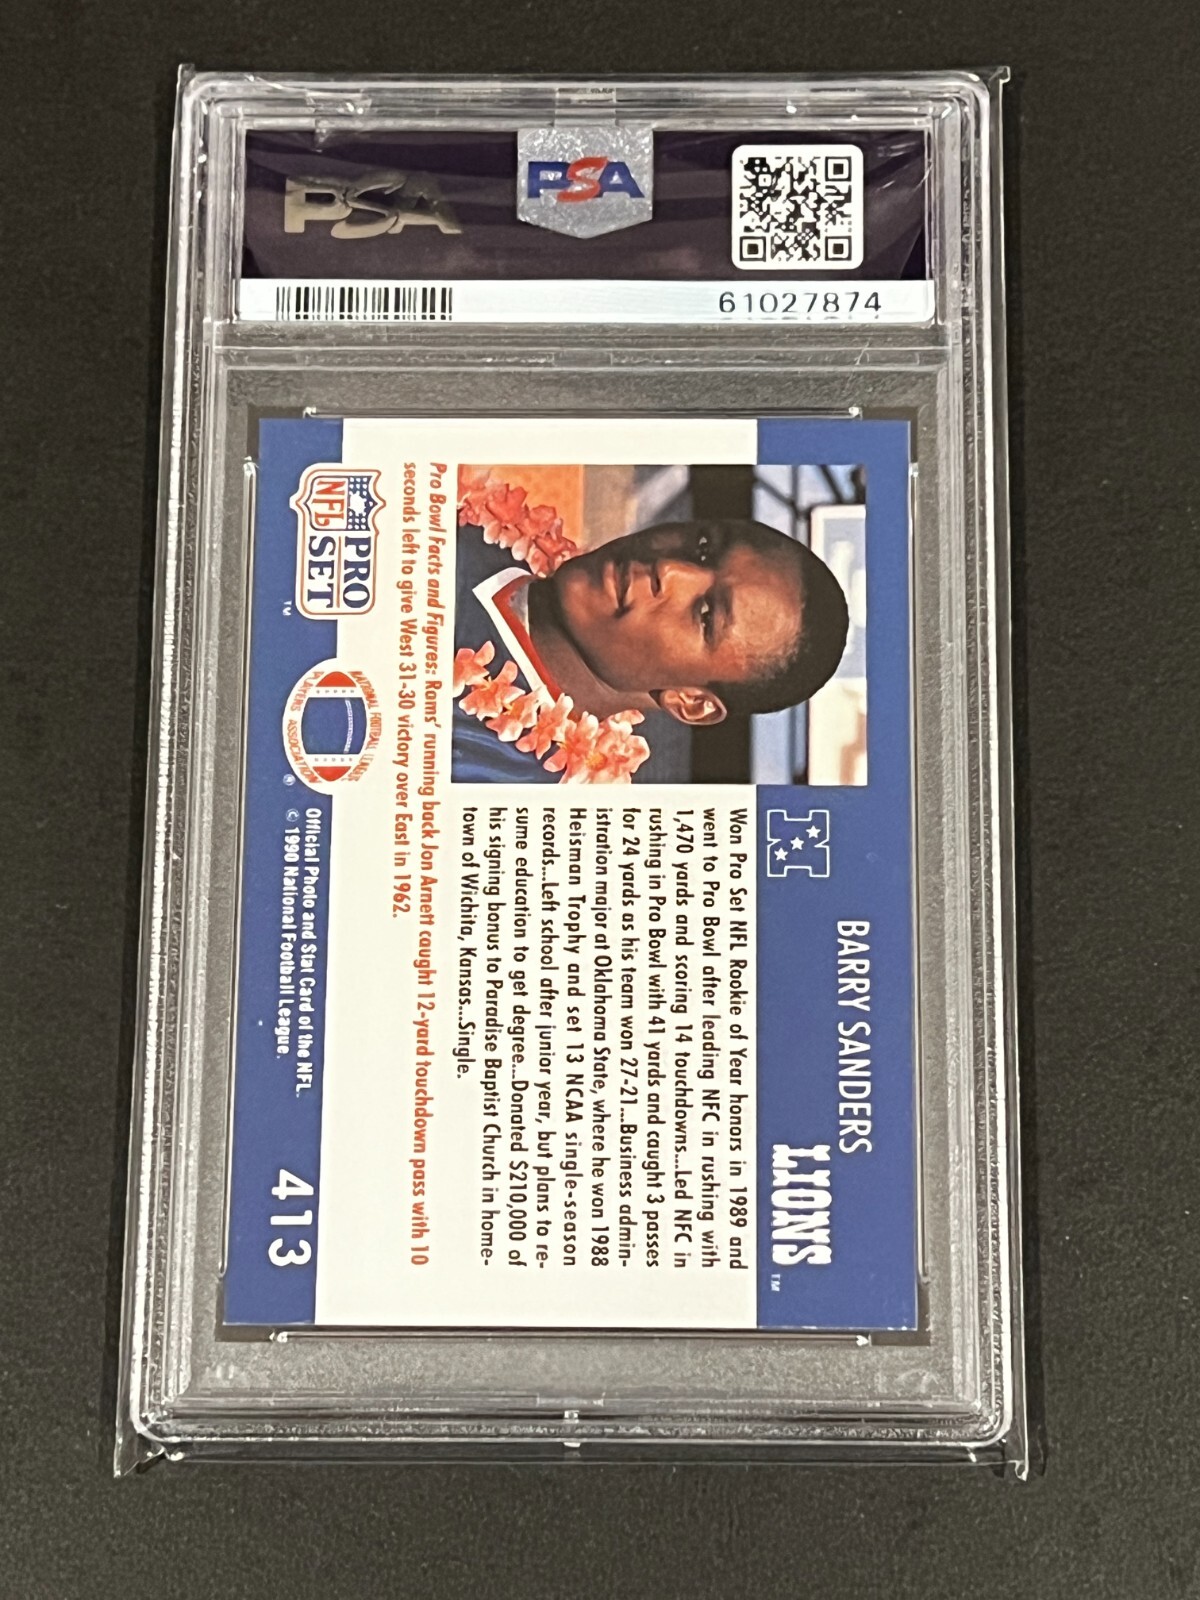 PSA
PSA
61027874
BARRY SANDERS
LIONS
TM
N
Won Pro Set NFL Rookie of Year honors in 1989 and
went to Pro Bowl after leading NFC in rushing with
1,470 yards and scoring 14 touchdowns....Led NFC in
rushing in Pro Bowl with 41 yards and caught 3 passes
for 24 yards as his team won 27-21....Business admin-
istration major at Oklahoma State, where he won 1988
Heisman Trophy and set 13 NCAA single-season
records....Left school after junior year, but plans to re-
sume education to get degree....Donated $210,000 of
his signing bonus to Paradise Baptist Church in home-
town of Wichita, Kansas....Single.
Pro Bowl Facts and Figures: Rams' running back Jon Arnett caught 12-yard touchdown pass with 10
seconds left to give West 31-30 victory over East in 1962.
PRO
NFL SET
TM
NATIONAL FOOTBALL LEAGUE
PLAYERS ASSOCIATION
®
Official Photo and Stat Card of the NFL.
© 1990 National Football League.
413